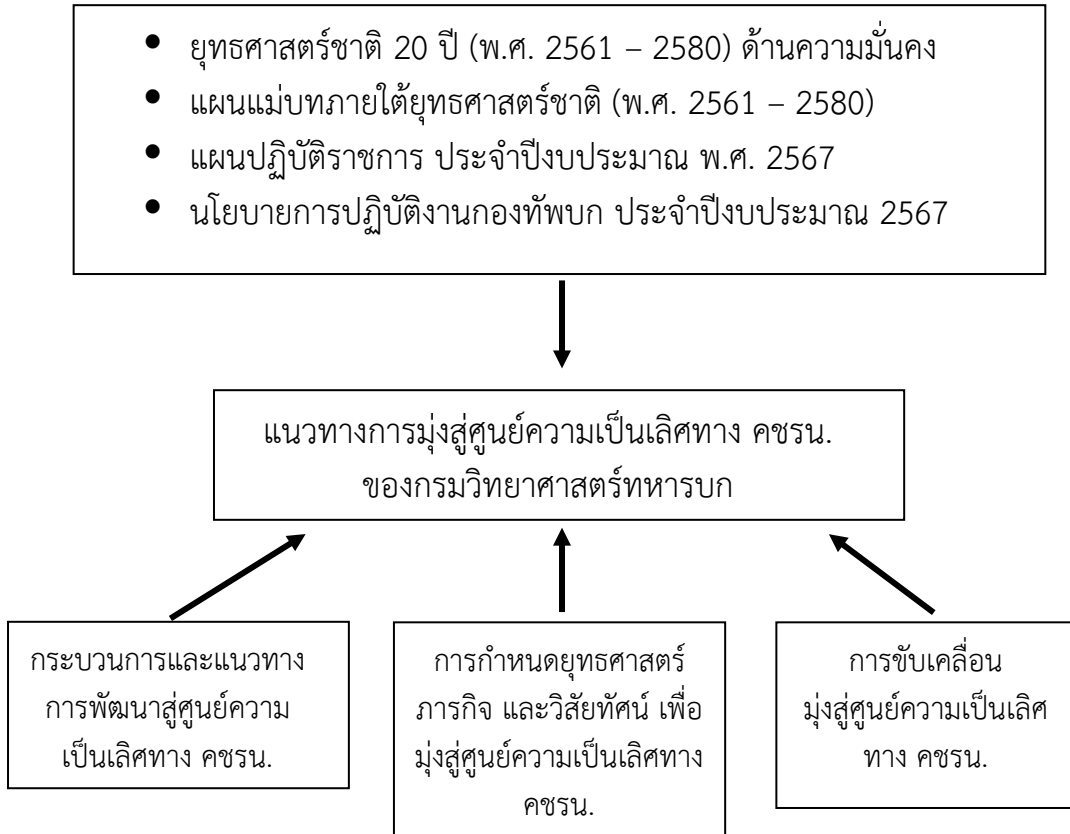 • ยุทธศาสตร์ชาติ 20 ปี (พ.ศ. 2561 – 2580) ด้านความมั่นคง
• แผนแม่บทภายใต้ยุทธศาสตร์ชาติ (พ.ศ. 2561 – 2580)
• แผนปฏิบัติราชการ ประจำปีงบประมาณ พ.ศ. 2567
• นโยบายการปฏิบัติงานกองทัพบก ประจำปีงบประมาณ 2567
แนวทางการมุ่งสู่ศูนย์ความเป็นเลิศทาง คชรน.
ของกรมวิทยาศาสตร์ทหารบก
กระบวนการและแนวทาง
การพัฒนาสู่ศูนย์ความ
เป็นเลิศทาง คชรน.
การกำหนดยุทธศาสตร์
ภารกิจ และวิสัยทัศน์ เพื่อ
มุ่งสู่ศูนย์ความเป็นเลิศทาง
คชรน.
การขับเคลื่อน
มุ่งสู่ศูนย์ความเป็นเลิศ
ทาง คชรน.